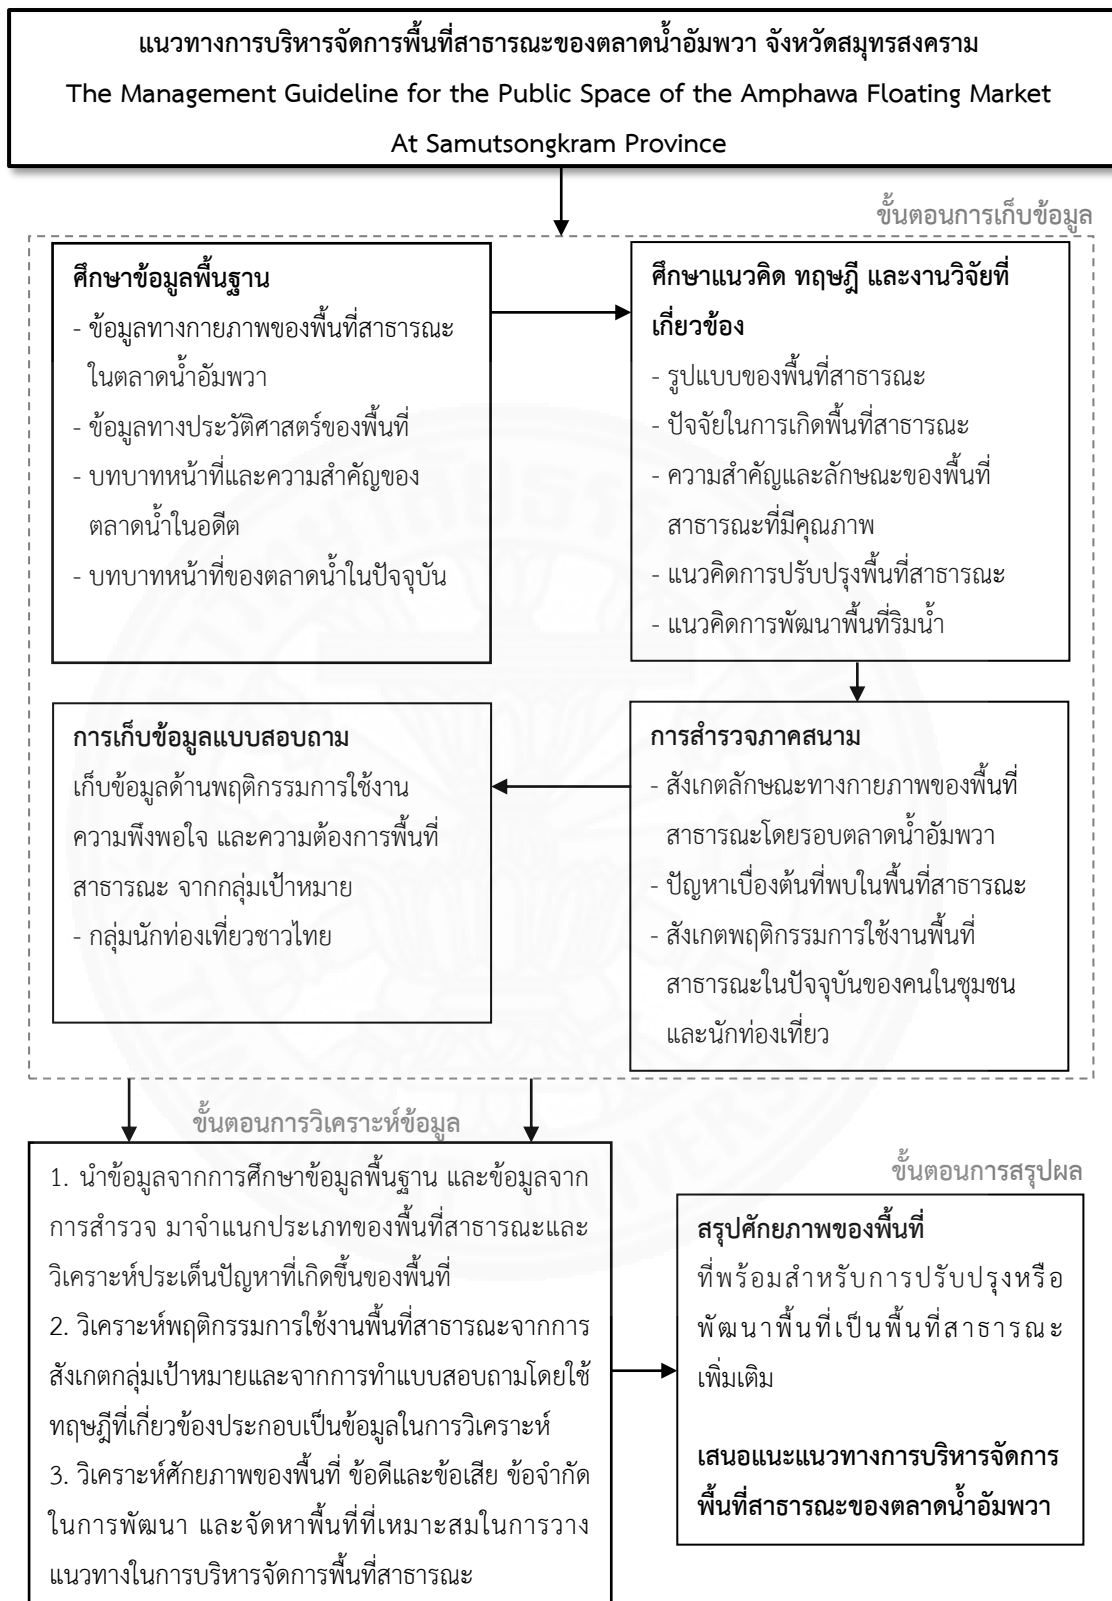 แนวทางการบริหารจัดการพื้นที่สาธารณะของตลาดน้ำอัมพวา จังหวัดสมุทรสงคราม
The Management Guideline for the Public Space of the Amphawa Floating Market
At Samutsongkram Province
ขั้นตอนการเก็บข้อมูล
ศึกษาข้อมูลพื้นฐาน
- ข้อมูลทางกายภาพของพื้นที่สาธารณะ
ในตลาดน้ำอัมพวา
- ข้อมูลทางประวัติศาสตร์ของพื้นที่
- บทบาทหน้าที่และความสำคัญของ
ตลาดน้ำในอดีต
- บทบาทหน้าที่ของตลาดน้ำในปัจจุบัน
ศึกษาแนวคิด ทฤษฎี และงานวิจัยที่
เกี่ยวข้อง
- รูปแบบของพื้นที่สาธารณะ
- ปัจจัยในการเกิดพื้นที่สาธารณะ
- ความสำคัญและลักษณะของพื้นที่
สาธารณะที่มีคุณภาพ
- แนวคิดการปรับปรุงพื้นที่สาธารณะ
- แนวคิดการพัฒนาพื้นที่ริมน้ำ
การเก็บข้อมูลแบบสอบถาม
เก็บข้อมูลด้านพฤติกรรมการใช้งาน
ความพึงพอใจ และความต้องการพื้นที่
สาธารณะ จากกลุ่มเป้าหมาย
- กลุ่มนักท่องเที่ยวชาวไทย
การสำรวจภาคสนาม
- สังเกตลักษณะทางกายภาพของพื้นที่
สาธารณะโดยรอบตลาดน้ำอัมพวา
- ปัญหาเบื่องต้นที่พบในพื้นที่สาธารณะ
- สังเกตพฤติกรรมการใช้งานพื้นที่
สาธารณะในปัจจุบันของคนในชุมชน
และนักท่องเที่ยว
ขั้นตอนการวิเคราะห์ข้อมูล
1. นำข้อมูลจากการศึกษาข้อมูลพื้นฐาน และข้อมูลจาก
การสำรวจ มาจำแนกประเภทของพื้นที่สาธารณะและ
วิเคราะห์ประเด็นปัญหาที่เกิดขึ้นของพื้นที่
2. วิเคราะห์พฤติกรรมการใช้งานพื้นที่สาธารณะจากการ
สังเกตกลุ่มเป้าหมายและจากการทำแบบสอบถามโดยใช้
ทฤษฎีที่เกี่ยวข้องประกอบเป็นข้อมูลในการวิเคราะห์
3. วิเคราะห์ศักยภาพของพื้นที่ ข้อดีและข้อเสีย ข้อจำกัด
ในการพัฒนา และจัดหาพื้นที่ที่เหมาะสมในการวาง
แนวทางในการบริหารจัดการพื้นที่สาธารณะ
ขั้นตอนการสรุปผล
สรุปศักยภาพของพื้นที่
ที่พร้อมสำหรับการปรับปรุงหรือ
พัฒนาพื้นที่เป็นพื้นที่สาธารณะ
เพิ่มเติม
เสนอแนะแนวทางการบริหารจัดการ
พื้นที่สาธารณะของตลาดน้ำอัมพวา